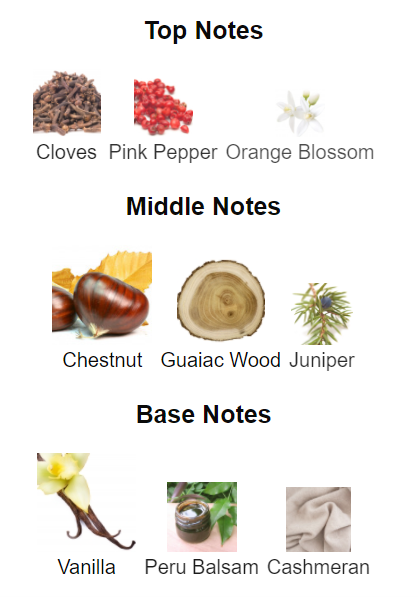 Top Notes
Cloves Pink Pepper Orange Blossom
Middle Notes
Chestnut Guaiac Wood Juniper
Base Notes
Vanilla Peru Balsam Cashmeran